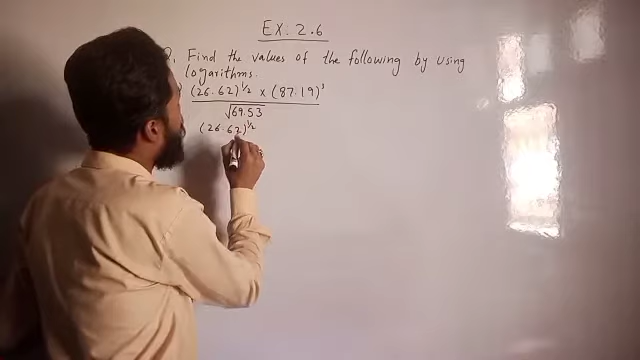 EX: 2.6
Find the values of the following by using
logarithms.
(26.62)^1/2 × (87.19)^3
√69.53
(26.62)^1/2